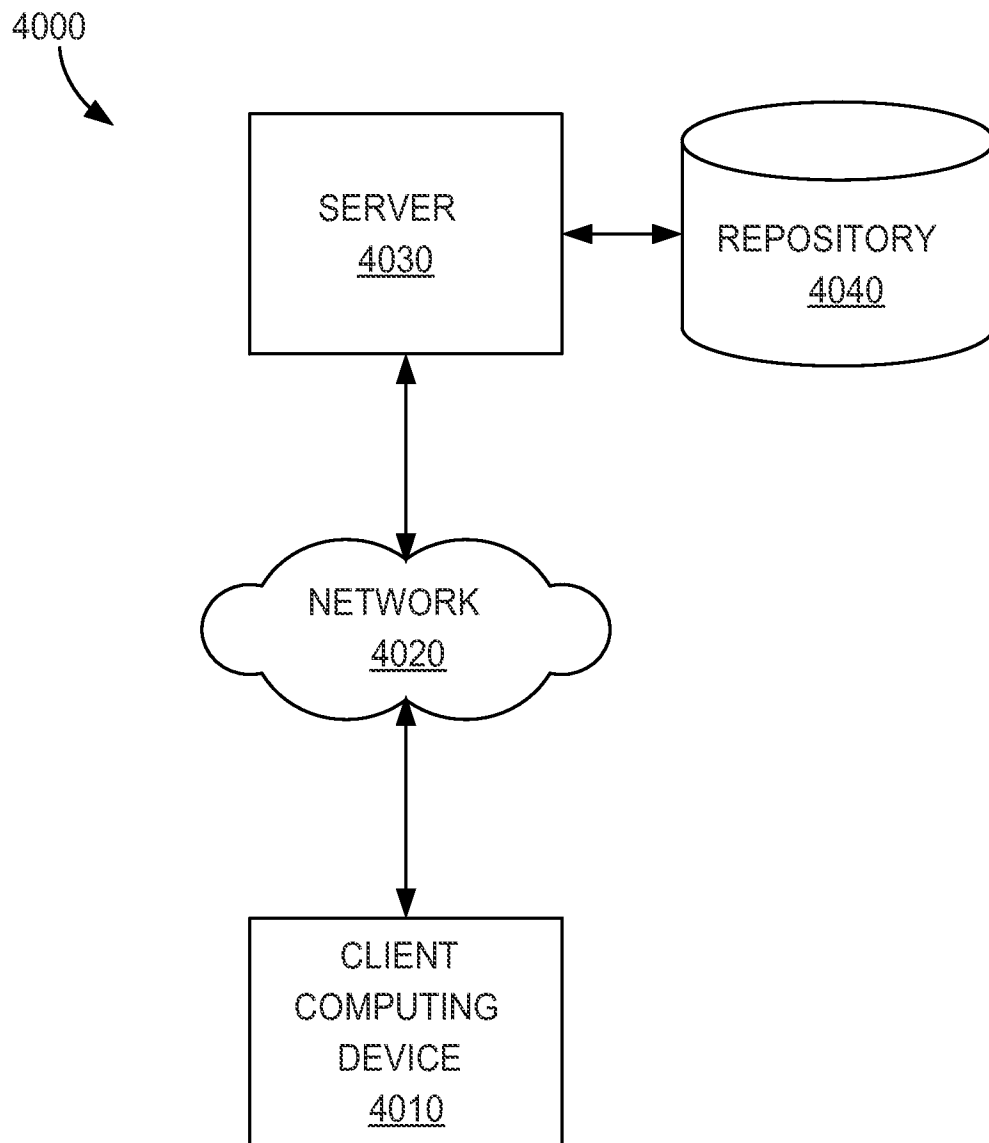 4000
SERVER
4030
REPOSITORY
4040
NETWORK
4020
CLIENT
COMPUTING
DEVICE
4010